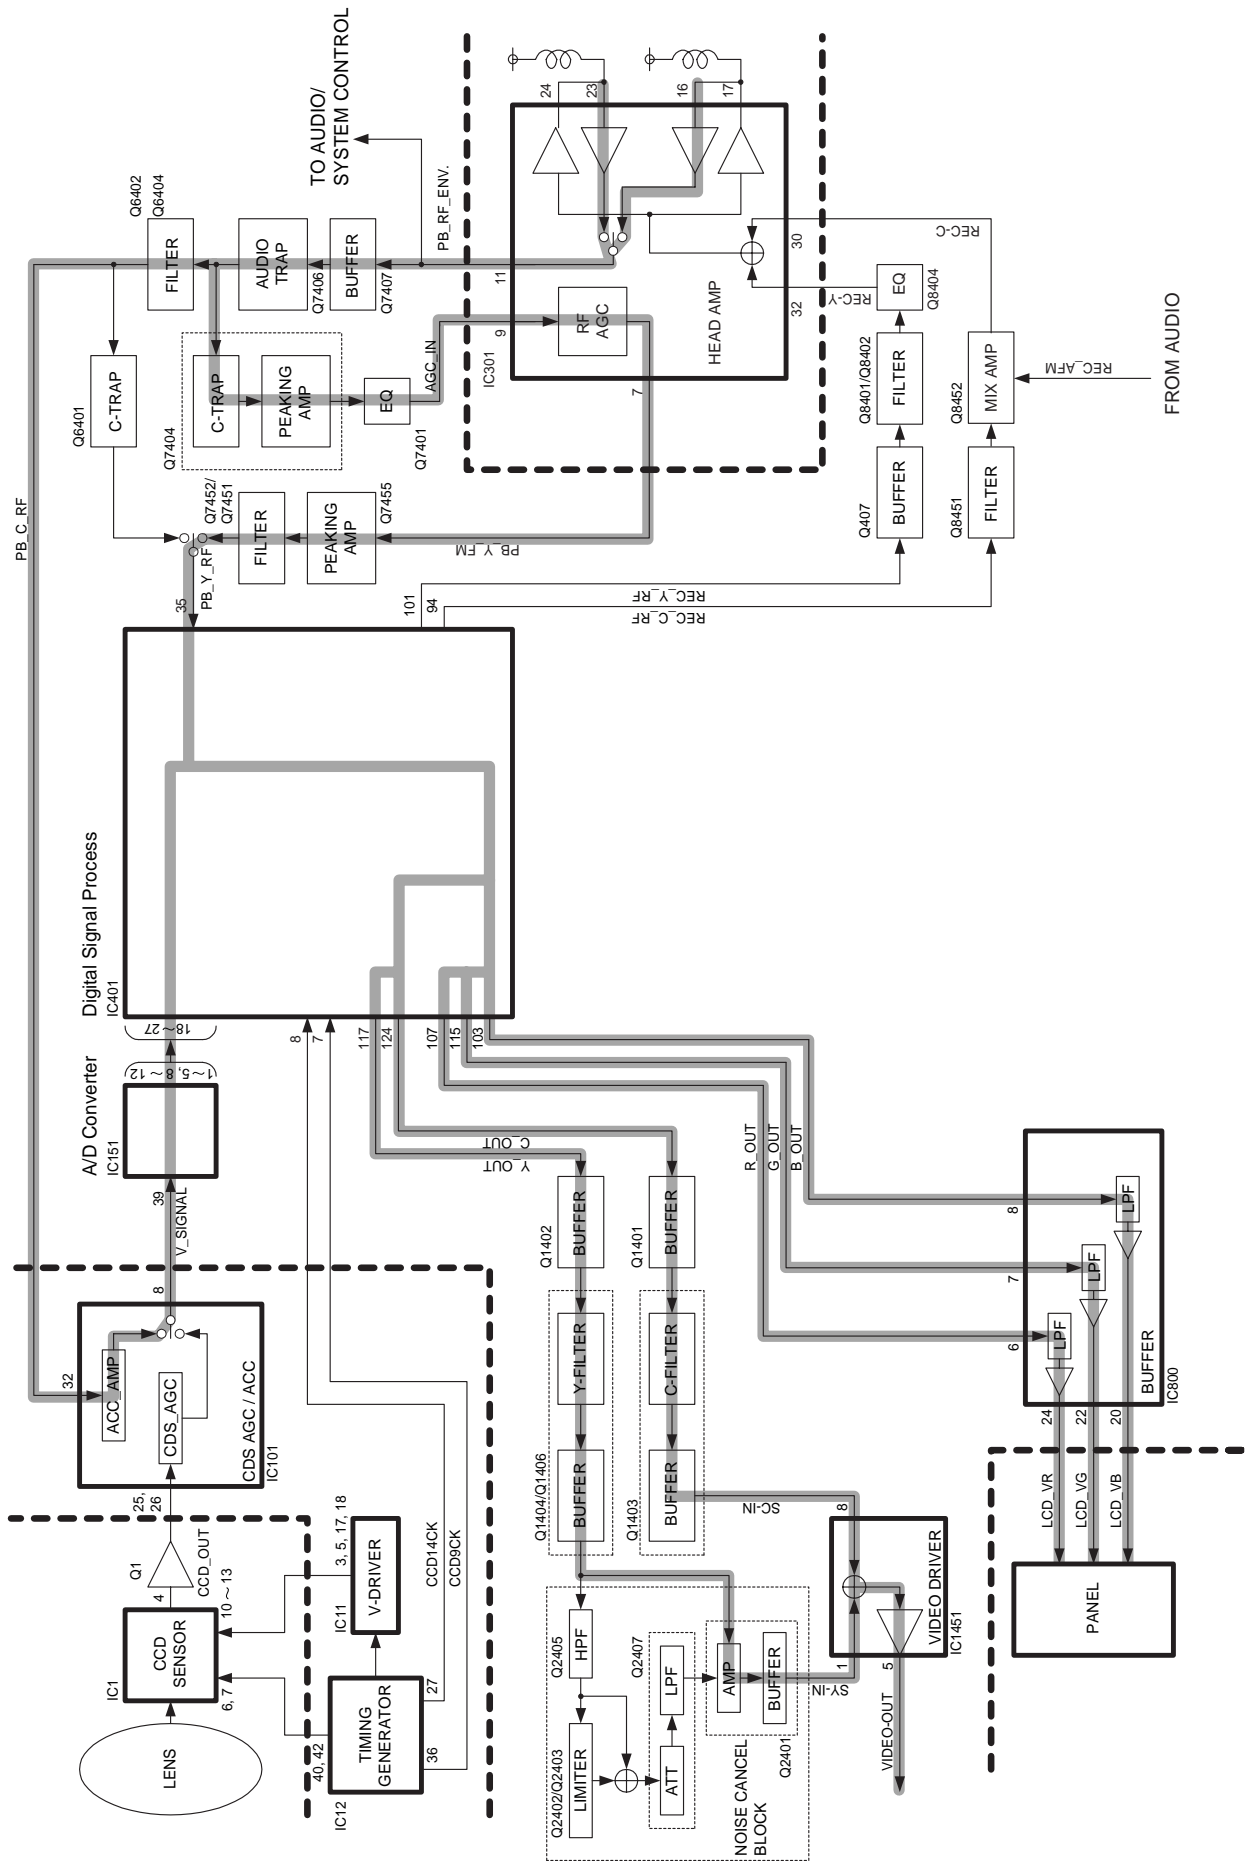 LENS
IC1
CCD
SENSOR
6, 7
4
Q1
CCD_OUT
10～13
25,
26
IC11
V-DRIVER
3, 5, 17, 18
IC12
TIMING
GENERATOR
40, 42
27
36
CCD14CK
CCD9CK
32
ACC_AMP
CDS_AGC
CDS AGC / ACC
IC101
8
V_SIGNAL
39
A/D Converter
IC151
1～5, 8～12
18～27
Digital Signal Process
IC401
8
7
117
124
107
115
103
35
101
94
PB_C_RF
PB_Y_RF
Q6401
C-TRAP
Q6402
Q6404
FILTER
AUDIO
TRAP
Q7406
BUFFER
Q7407
PB_RF_ENV.
TO AUDIO/
SYSTEM CONTROL
Q7404
C-TRAP
PEAKING
AMP
EQ
Q7401
AGC_IN
Q7452/
Q7451
FILTER
PEAKING
AMP
Q7455
PB_Y_FM
IC301
11
9
7
RF
AGC
HEAD AMP
24
23
16
17
30
32
REC-C
REC-Y
EQ
Q8404
Q8401/Q8402
FILTER
Q407
BUFFER
Q8452
MIX AMP
Q8451
FILTER
REC_AFM
FROM AUDIO
REC_Y_RF
REC_C_RF
Y_OUT
C_OUT
R_OUT
G_OUT
B_OUT
Q1402
BUFFER
Y-FILTER
Q1404/Q1406
BUFFER
Q1401
BUFFER
C-FILTER
Q1403
BUFFER
SC-IN
Q2405
HPF
Q2402/Q2403
LIMITER
Q2407
LPF
ATT
AMP
BUFFER
Q2401
NOISE CANCEL
BLOCK
SY-IN
8
1
5
VIDEO DRIVER
IC1451
VIDEO-OUT
6
7
8
LPF
LPF
LPF
BUFFER
IC800
24
22
20
LCD_VR
LCD_VG
LCD_VB
PANEL